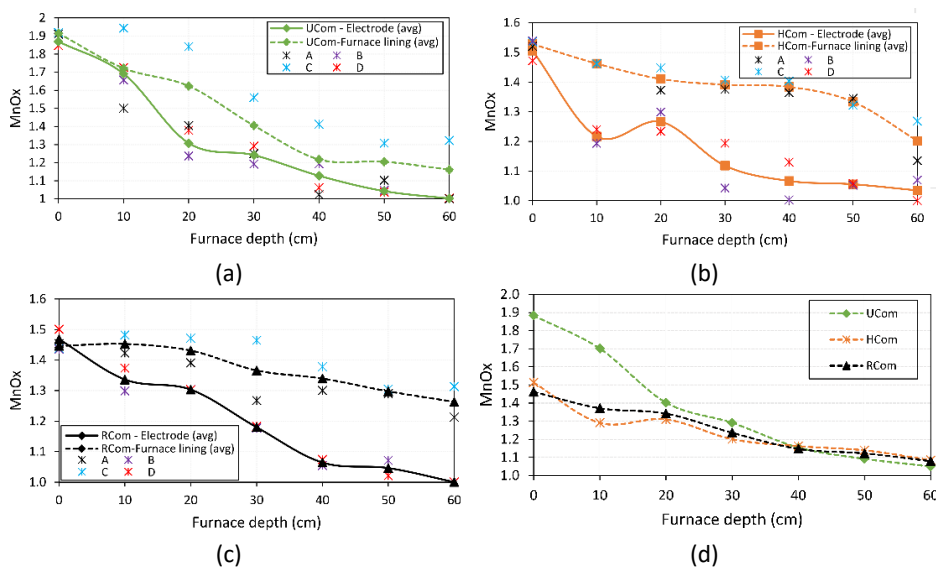 MnOx
2
1.9
1.8
1.7
1.6
1.5
1.4
1.3
1.2
1.1
1
UCom - Electrode (avg)
UCom-Furnace lining (avg)
A B
C D
0 10 20 30 40 50 60
Furnace depth (cm)
(a)
MnOx
1.6
1.5
1.4
1.3
1.2
1.1
1.0
HCom - Electrode (avg)
HCom-Furnace lining (avg)
A B
C D
0 10 20 30 40 50 60
Furnace depth (cm)
(b)
MnOx
1.6
1.5
1.4
1.3
1.2
1.1
1.0
RCom - Electrode (avg)
RCom-Furnace lining (avg)
A B
C D
0 10 20 30 40 50 60
Furnace depth (cm)
(c)
MnOx
2.0
1.9
1.8
1.7
1.6
1.5
1.4
1.3
1.2
1.1
1.0
UCom
HCom
RCom
0 10 20 30 40 50 60
Furnace depth (cm)
(d)